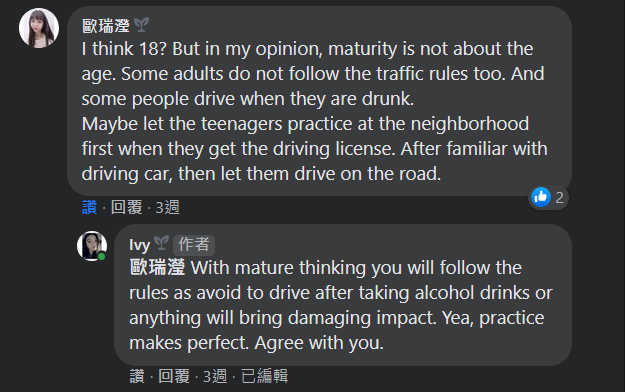 歐瑞瀅
I think 18? But in my opinion, maturity is not about the
age. Some adults do not follow the traffic rules too. And
some people drive when they are drunk.
Maybe let the teenagers practice at the neighborhood
first when they get the driving license. After familiar with
driving car, then let them drive on the road.
讚 · 回覆 · 3週
2
Ivy 作者
歐瑞瀅 With mature thinking you will follow the
rules as avoid to drive after taking alcohol drinks or
anything will bring damaging impact. Yea, practice
makes perfect. Agree with you.
讚 · 回覆 · 3週 · 已編輯